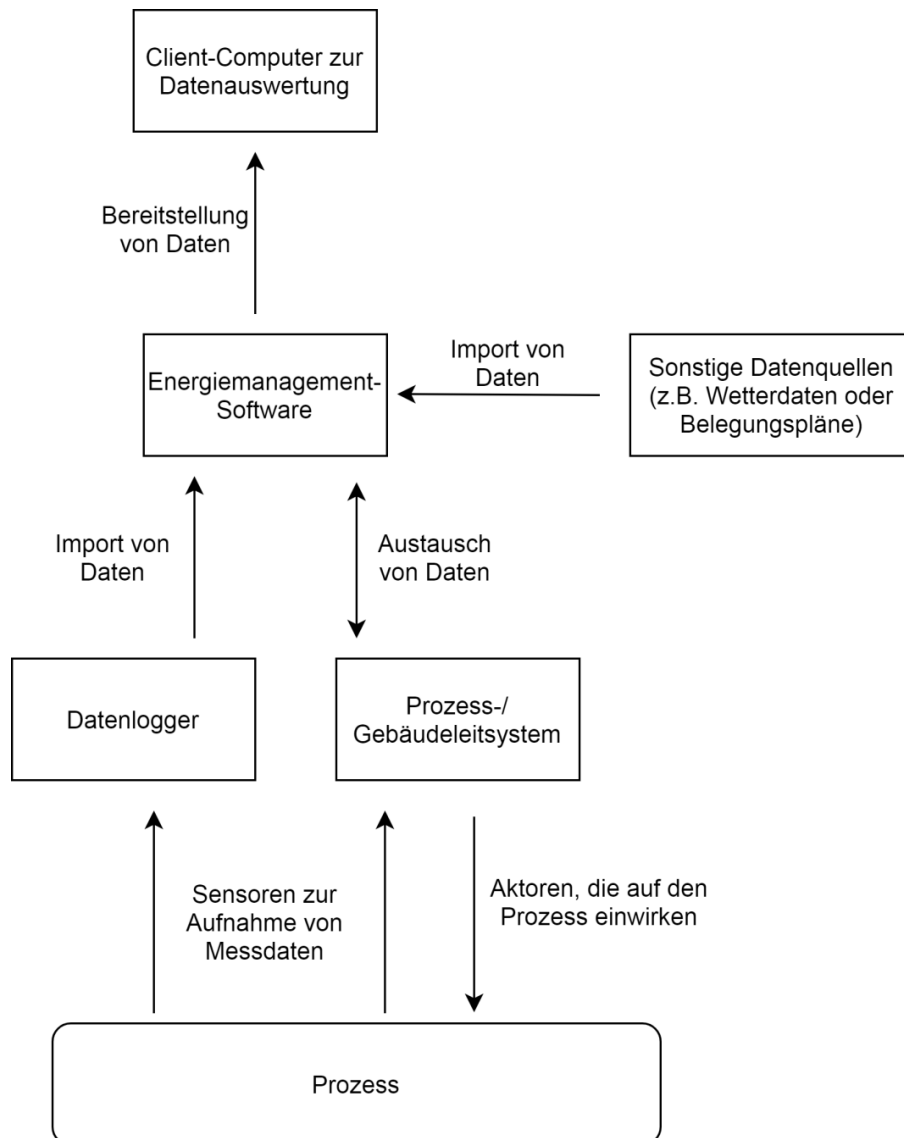 Client-Computer zur
Datenauswertung
Bereitstellung
von Daten
Energiemanagement-
Software
Import von
Daten
Sonstige Datenquellen
(z.B. Wetterdaten oder
Belegungspläne)
Import von
Daten
Austausch
von Daten
Datenlogger
Prozess-/
Gebäudeleitsystem
Sensoren zur
Aufnahme von
Messdaten
Aktoren, die auf den
Prozess einwirken
Prozess